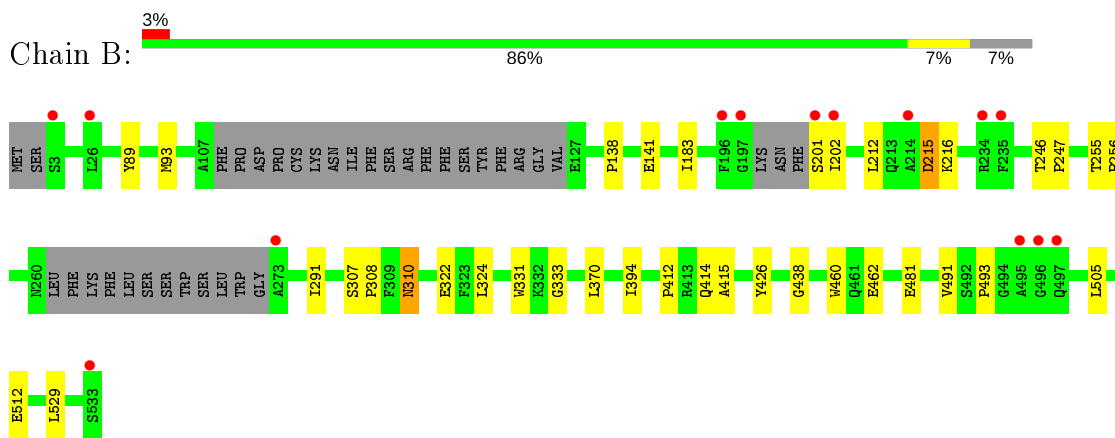 3%
Chain B:
86% 7% 7%
MET SER S3 L26 Y89 M93 A107 PHE PRO ASP PRO CYS LYS ASN ILE PHE SER ARG PHE PHE SER TYR PHE ARG GLY VAL E127 P138 E141 I183 F196 G197 LYS ASN PHE S201 I202 L212 Q213 A214 D215 K216 R234 F235 T246 P247 T255
N260 LEU PHE LYS PHE LEU SER SER TRP SER LEU TRP GLY A273 I291 S307 P308 F309 N310 E322 F323 L324 W331 K332 G333 L370 I394 P412 R413 Q414 A415 Y426 G438 W460 Q461 E462 E481 V491 S492 P493 G494 A495 G496 Q497 L505
E512 L529 S533